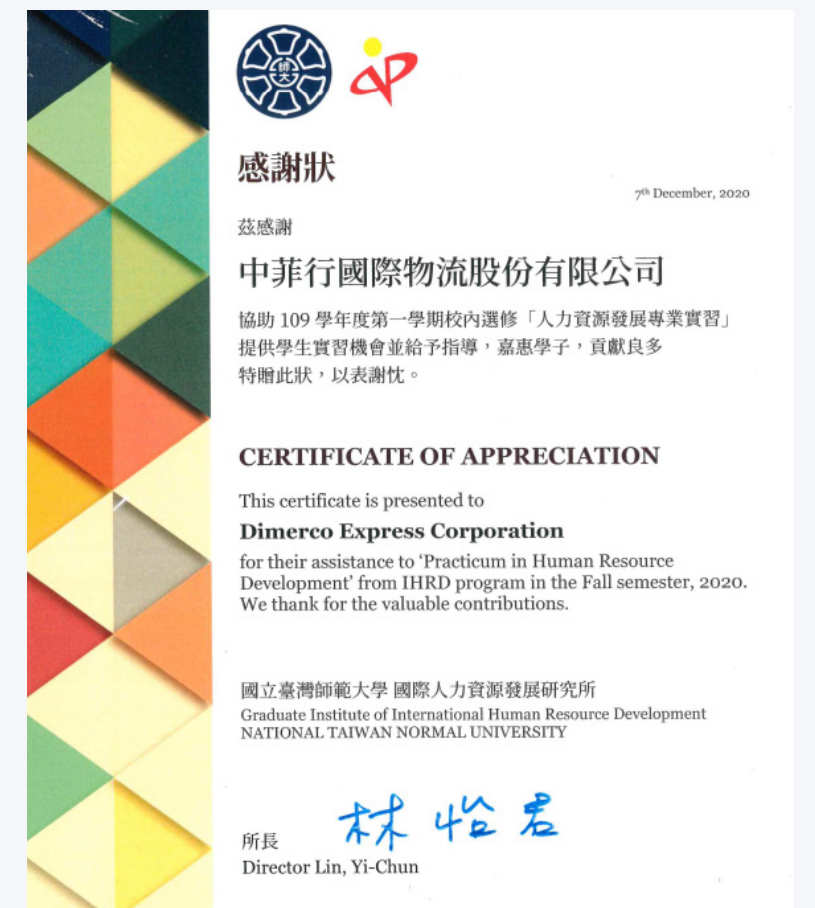 師大
感謝狀
7th December, 2020
茲感謝
中菲行國際物流股份有限公司
協助 109 學年度第一學期校內選修「人力資源發展專業實習」
提供學生實習機會並給予指導，嘉惠學子，貢獻良多
特贈此狀，以表謝忱。
CERTIFICATE OF APPRECIATION
This certificate is presented to
Dimerco Express Corporation
for their assistance to ‘Practicum in Human Resource
Development’ from IHRD program in the Fall semester, 2020.
We thank for the valuable contributions.
國立臺灣師範大學 國際人力資源發展研究所
Graduate Institute of International Human Resource Development
NATIONAL TAIWAN NORMAL UNIVERSITY
所長 林怡君
Director Lin, Yi-Chun